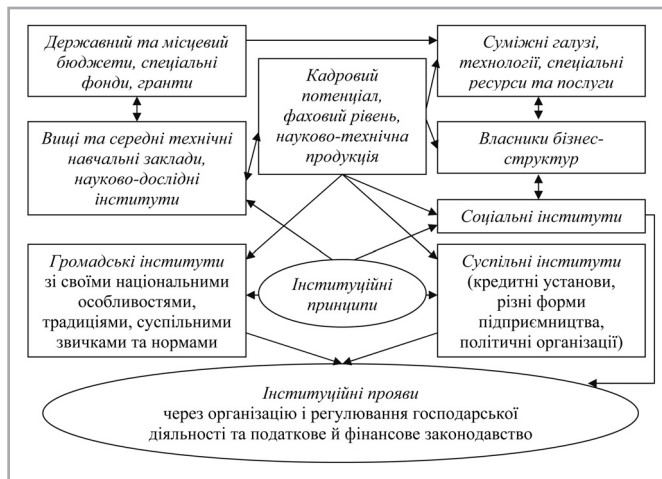 Державний та місцевий
бюджети, спеціальні
фонди, гранти
Кадровий
потенціал,
фаховий рівень,
науково-технічна
продукція
Суміжні галузі,
технології, спеціальні
ресурси та послуги
Вищі та середні технічні
навчальні заклади,
науково-дослідні
інститути
Власники бізнес-
структур
Соціальні інститути
Громадські інститути
зі своїми національними
особливостями,
традиціями, суспільними
звичками та нормами
Інституційні
принципи
Суспільні інститути
(кредитні установи,
різні форми
підприємництва,
політичні організації)
Інституційні прояви
через організацію і регулювання господарської
діяльності та податкове й фінансове законодавство